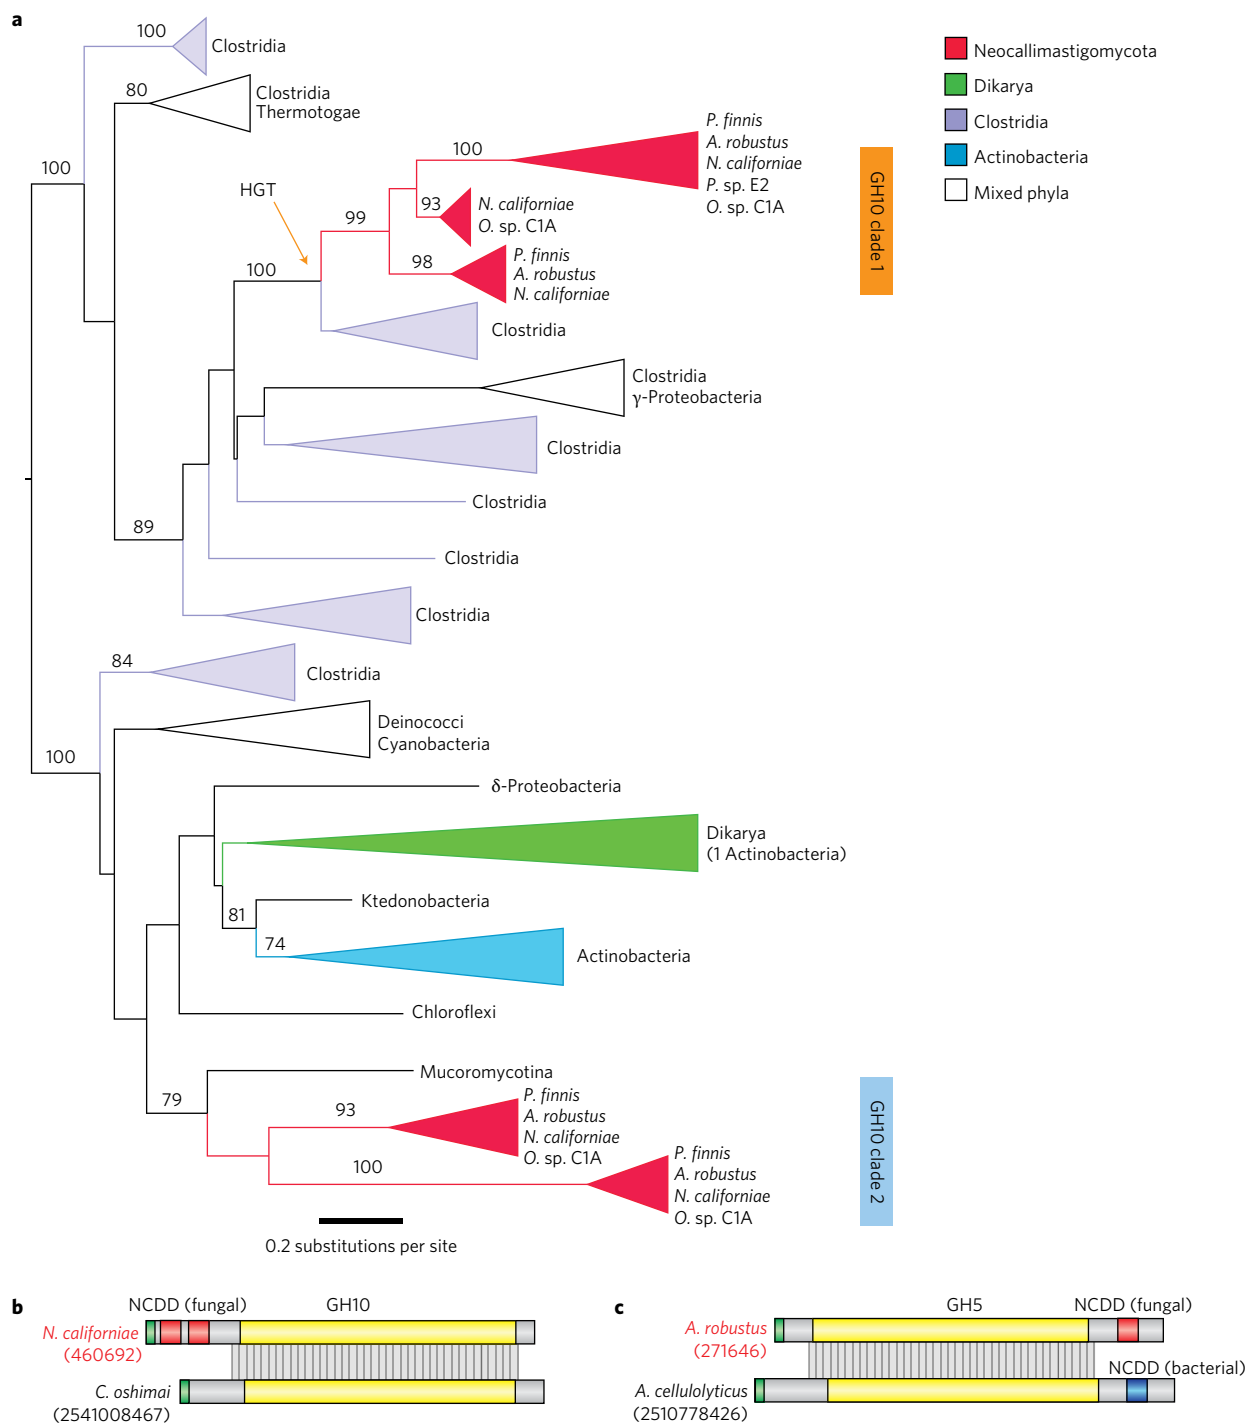 a
100
Clostridia
80
Clostridia
Thermotogae
Neocallimastigomycota
Dikarya
Clostridia
Actinobacteria
Mixed phyla
100
HGT
100
99
100
P. finnis
A. robustus
N. californiae
P. sp. E2
O. sp. C1A
93
N. californiae
O. sp. C1A
98
P. finnis
A. robustus
N. californiae
GH10 clade 1
Clostridia
Clostridia
γ-Proteobacteria
Clostridia
Clostridia
89
Clostridia
Clostridia
84
Clostridia
100
Deinococci
Cyanobacteria
δ-Proteobacteria
Dikarya
(1 Actinobacteria)
81
Ktedonobacteria
74
Actinobacteria
Chloroflexi
79
Mucoromycotina
93
P. finnis
A. robustus
N. californiae
O. sp. C1A
100
P. finnis
A. robustus
N. californiae
O. sp. C1A
GH10 clade 2
0.2 substitutions per site
b
NCDD (fungal)
GH10
N. californiae
(460692)
C. oshimai
(2541008467)
c
GH5
NCDD (fungal)
A. robustus
(271646)
NCDD (bacterial)
A. cellulolyticus
(2510778426)